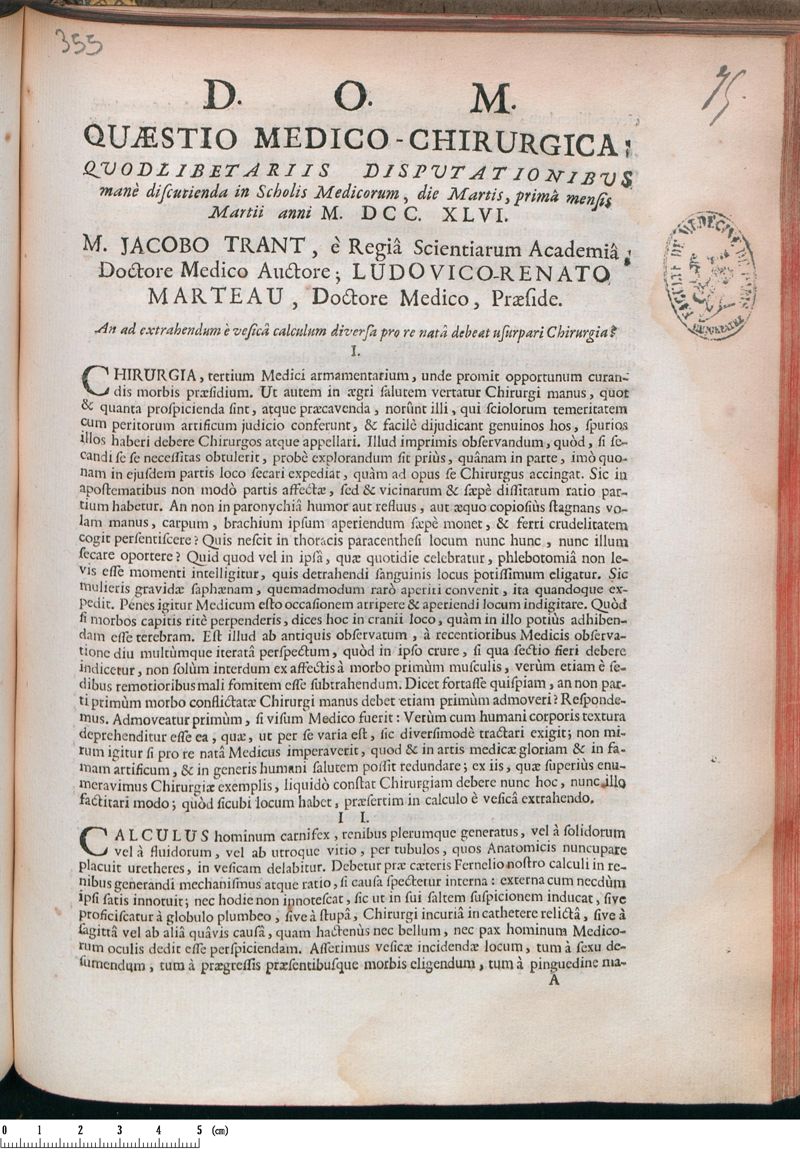 355
75.
D. O. M.
QUÆSTIO MEDICO-CHIRURGICA;
QUODLIBETARIIS DISPUTATIONIBUS
manè diſcutienda in Scholis Medicorum, die Martis, primâ menſis
Martii anni M. DCC. XLVI.
M. JACOBO TRANT, è Regiâ Scientiarum Academiâ,
Doctore Medico Auctore; LUDOVICO-RENATO
MARTEAU, Doctore Medico, Præſide.
An ad extrahendum è veſicâ calculum diverſa pro re natâ debeat uſurpari Chirurgia?
I.
CHIRURGIA, tertium Medici armamentarium, unde promit opportunum curan-
dis morbis præſidium. Ut autem in ægri ſalutem vertatur Chirurgi manus, quot
& quanta proſpicienda ſint, atque præcavenda, norûnt illi, qui ſciolorum temeritatem
cum peritorum artificum judicio conferunt, & facilè dijudicant genuinos hos, ſpurios
illos haberi debere Chirurgos atque appellari. Illud imprimis obſervandum, quòd, ſi ſe-
candi ſe ſe neceſſitas obtulerit, probè explorandum ſit priùs, quânam in parte, imò quo-
nam in ejuſdem partis loco ſecari expediat, quàm ad opus ſe Chirurgus accingat. Sic in
apoſtematibus non modò partis affectæ, ſed & vicinarum & ſæpè diſſitarum ratio par-
tium habetur. An non in paronychiâ humor aut refluus, aut æquo copioſiùs ſtagnans vo-
lam manus, carpum, brachium ipſum aperiendum ſæpè monet, & ferri crudelitatem
cogit perſentiſcere? Quis neſcit in thoracis paracentheſi locum nunc hunc, nunc illum
ſecare oportere? Quid quod vel in ipſâ, quæ quotidie celebratur, phlebotomiâ non le-
vis eſſe momenti intelligitur, quis detrahendi ſanguinis locus potiſſimum eligatur. Sic
mulieris gravidæ ſaphænam, quemadmodum rarò aperiri convenit, ita quandoque ex-
pedit. Penès igitur Medicum eſto occaſionem arripere & aperiendi locum indigitare. Quòd
ſi morbos capitis ritè perpenderis, dices hoc in cranii loco, quàm in illo potiùs adhiben-
dam eſſe terebram. Eſt illud ab antiquis obſervatum, à recentioribus Medicis obſerva-
tione diu multùmque iteratâ perſpectum, quòd in ipſo crure, ſi qua ſectio fieri debere
indicetur, non ſolùm interdum ex affectis à morbo primùm muſculis, verùm etiam è ſe-
dibus remotioribus mali fomitem eſſe ſubtrahendum. Dicet fortaſſe quiſpiam, an non par-
ti primùm morbo conflictatæ Chirurgi manus debet etiam primùm admoveri? Reſponde-
mus. Admoveatur primùm, ſi viſum Medico fuerit: Verùm cum humani corporis textura
deprehenditur eſſe ea, quæ, ut per ſe varia eſt, ſic diverſimodè tractari exigit; non mi-
rum igitur ſi pro re natâ Medicus imperaverit, quod & in artis medicæ gloriam & in fa-
mam artificum, & in generis humani ſalutem poſſit redundare; ex iis, quæ ſuperiùs enu-
meravimus Chirurgiæ exemplis, liquidò conſtat Chirurgiam debere nunc hoc, nunc illo
factitari modo; quòd ſicubi locum habet, præſertim in calculo è veſicâ extrahendo.
II.
CALCULUS hominum carnifex, renibus plerumque generatus, vel à ſolidorum
vel à fluidorum, vel ab utroque vitio, per tubulos, quos Anatomicis nuncupare
placuit uretheres, in veſicam delabitur. Debetur præ cæteris Fernelio noſtro calculi in re-
nibus generandi mechaniſmus atque ratio, ſi cauſa ſpectetur interna: externa cum necdùm
ipſi ſatis innotuit; nec hodie non innoteſcat, ſic ut in ſui ſaltem ſuſpicionem inducat, ſive
proficiſcatur à globulo plumbeo, ſive à ſtupâ, Chirurgi incuriâ in cathetere relictâ, ſive à
ſagittâ vel ab aliâ quâvis cauſâ, quam hactenùs nec bellum, nec pax hominum Medico-
rum oculis dedit eſſe perſpiciendam. Aſſerimus veſicæ incidendæ locum, tum à ſexu de-
ſumendum, tum à prægreſſis præſentibuſque morbis eligendum, tum à pinguedine ma-
A
FACULTÉ DE MÉDECINE DE PARIS
0 1 2 3 4 5 (cm)